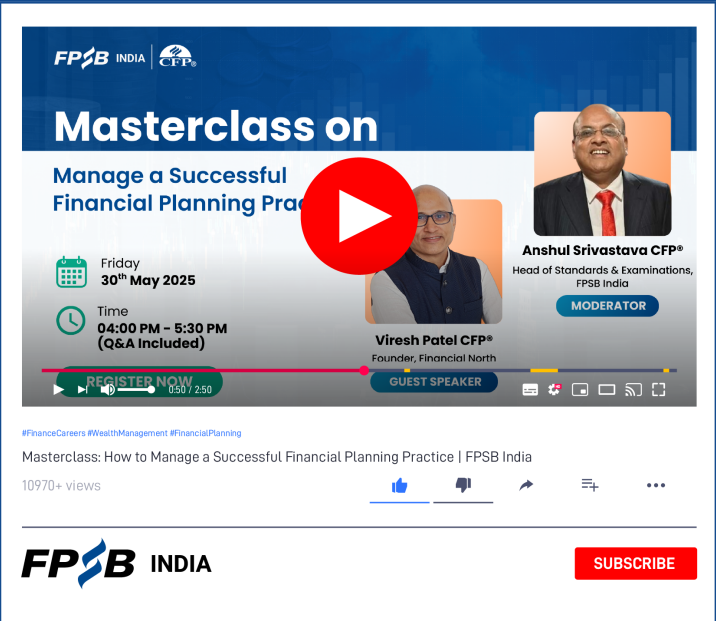 FPSB INDIA
CFP®
Masterclass on
Manage a Successful
Financial Planning Prac
Friday
30th May 2025
Time
04:00 PM – 5:30 PM
(Q&A Included)
REGISTER NOW
Viresh Patel CFP®
Founder, Financial North
GUEST SPEAKER
Anshul Srivastava CFP®
Head of Standards & Examinations,
FPSB India
MODERATOR
0:50 / 2:50
#FinanceCareers #WealthManagement #FinancialPlanning
Masterclass: How to Manage a Successful Financial Planning Practice | FPSB India
10970+ views
FPSB INDIA
SUBSCRIBE